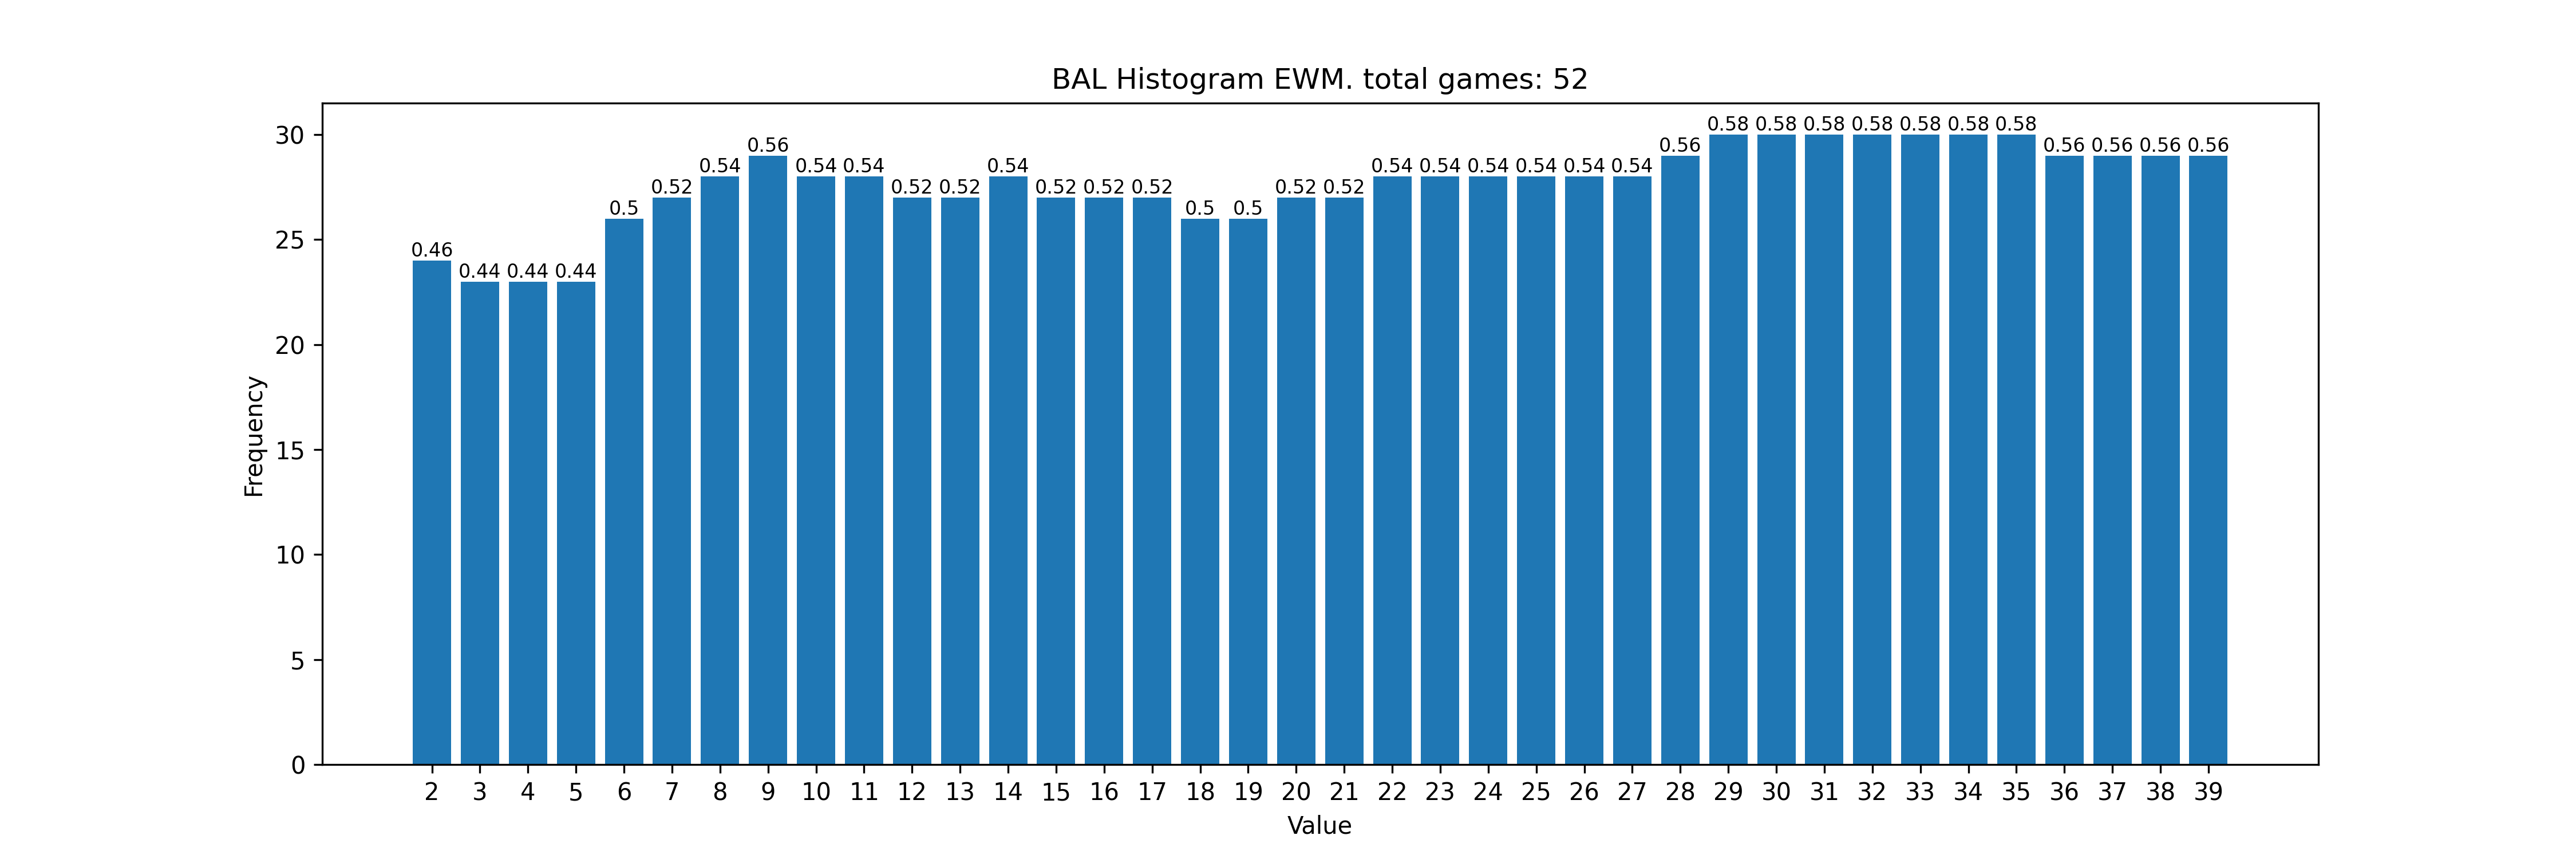 BAL Histogram EWM. total games: 52
30
25
20
15
10
5
0
Frequency
0.46 0.44 0.44 0.44 0.5 0.52 0.54 0.56 0.54 0.54 0.52 0.52 0.54 0.52 0.52 0.52 0.5 0.5 0.52 0.52 0.54 0.54 0.54 0.54 0.54 0.54 0.56 0.58 0.58 0.58 0.58 0.58 0.58 0.58 0.56 0.56 0.56 0.56
2 3 4 5 6 7 8 9 10 11 12 13 14 15 16 17 18 19 20 21 22 23 24 25 26 27 28 29 30 31 32 33 34 35 36 37 38 39
Value